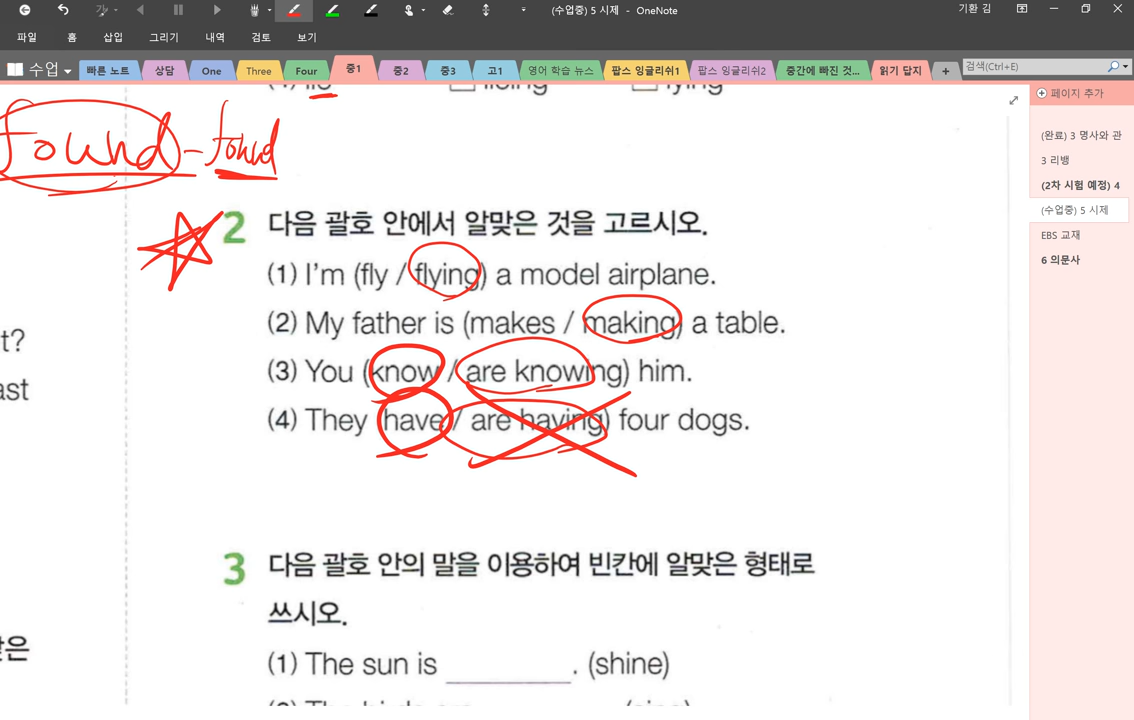 (수업중) 5 시제 - OneNote
기환 김
파일 홈 삽입 그리기 내역 검토 보기
수업 빠른 노트 상담 One Three Four 중1 중2 중3 고1 영어 학습 뉴스 팝스 잉글리쉬1 팝스 잉글리쉬2 중간에 빠진 것... 읽기 답지 + 검색(Ctrl+E)
페이지 추가
(완료) 3 명사와 관
3 리뱅
(2차 시험 예정) 4
(수업중) 5 시제
EBS 교재
6 의문사
found - found
2 다음 괄호 안에서 알맞은 것을 고르시오.
(1) I'm (fly / flying) a model airplane.
(2) My father is (makes / making) a table.
t?
(3) You (know / are knowing) him.
ast
(4) They (have / are having) four dogs.
3 다음 괄호 안의 말을 이용하여 빈칸에 알맞은 형태로
쓰시오.
(1) The sun is ________. (shine)